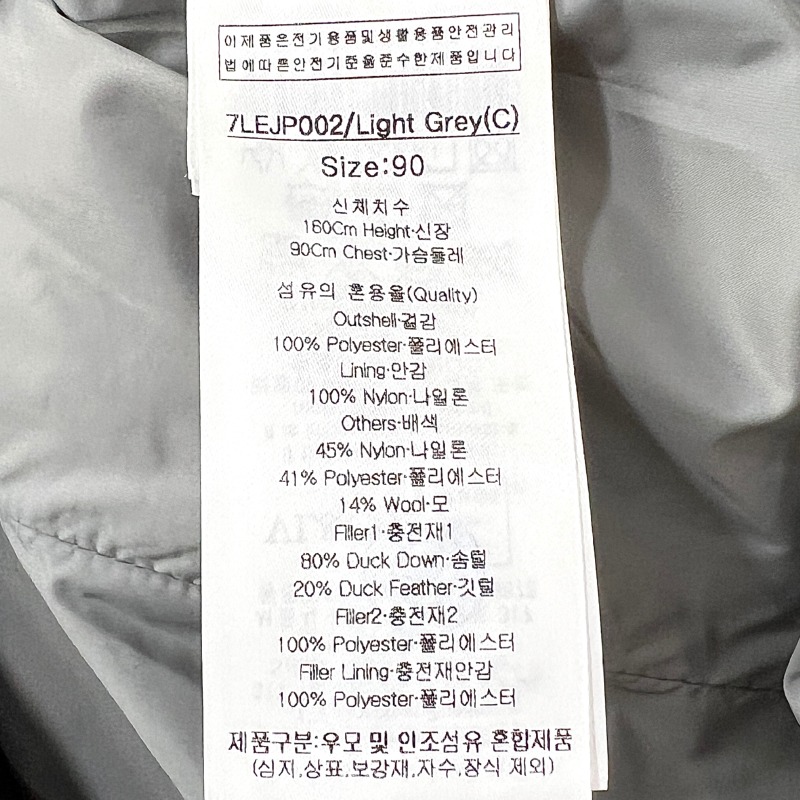 이제품은전기용품및생활용품안전관리
법에따른안전기준을준수한제품입니다
7LEJP002/Light Grey(C)
Size:90
신체치수
160Cm Height·신장
90Cm Chest·가슴둘레
섬유의 혼용율(Quality)
Outshell·겉감
100% Polyester·폴리에스터
Lining·안감
100% Nylon·나일론
Others·배색
45% Nylon·나일론
41% Polyester·폴리에스터
14% Wool·모
Filler1·충전재1
80% Duck Down·솜털
20% Duck Feather·깃털
Filler2·충전재2
100% Polyester·폴리에스터
Filler Lining·충전재안감
100% Polyester·폴리에스터
제품구분:우모 및 인조섬유 혼합제품
(심지.상표.보강재.자수.장식 제외)